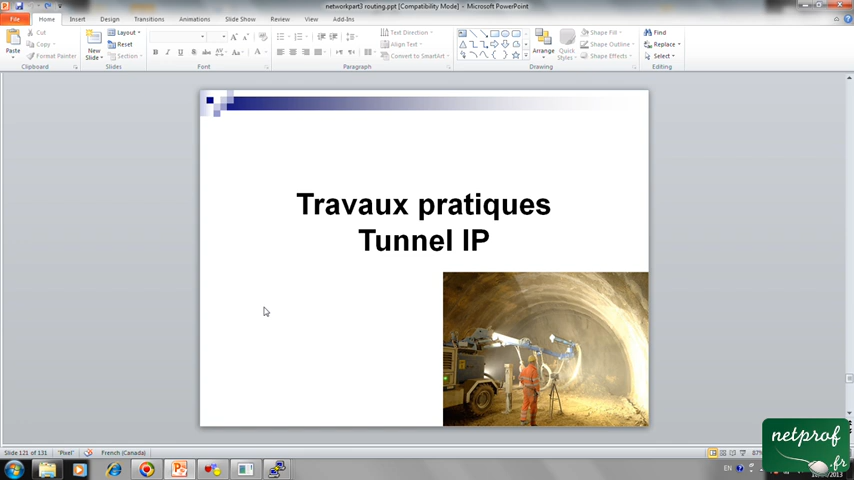 networkpart3 routing.ppt [Compatibility Mode] - Microsoft PowerPoint
File Home Insert Design Transitions Animations Slide Show Review View Add-Ins
Paste
Cut
Copy
Format Painter
Clipboard
New
Slide
Layout
Reset
Section
Slides
Font
Text Direction
Align Text
Convert to SmartArt
Paragraph
Arrange
Quick
Styles
Shape Fill
Shape Outline
Shape Effects
Drawing
Find
Replace
Select
Editing
Travaux pratiques
Tunnel IP
Slide 121 of 131 "Pixel" French (Canada)
EN
netprof
.fr